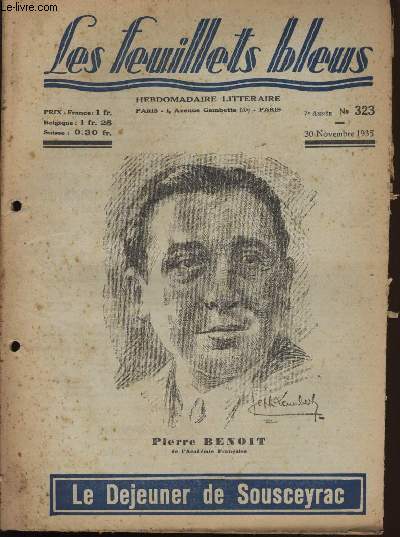 Le-livre.com
Les feuillets bleus
HEBDOMADAIRE LITTERAIRE
PRIX : France : 1 fr.
Belgique : 1 fr. 25
Suisse : 0.30 fr.
PARIS - 1, Avenue Gambetta - PARIS
7e ANNÉE No 323
30 Novembre 1935
Pierre BENOIT
de l'Académie Française
Le Dejeuner de Sousceyrac